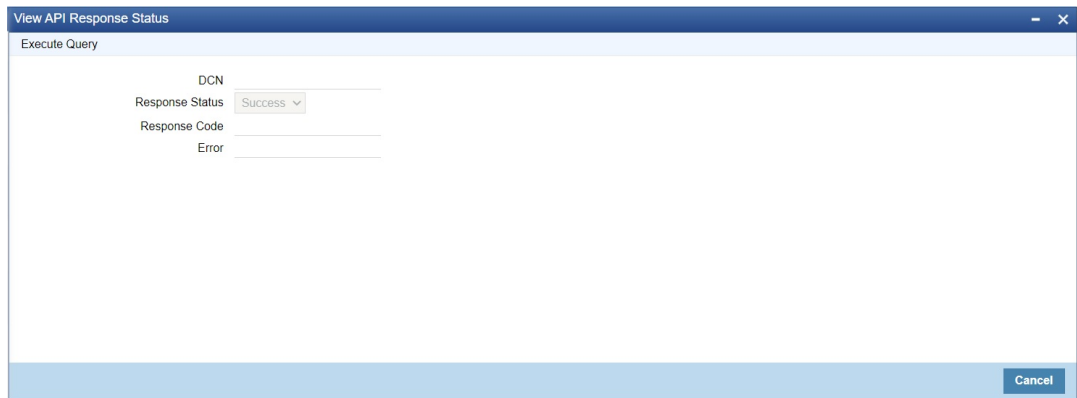 View API Response Status
Execute Query
DCN
Response Status Success
Response Code
Error
Cancel